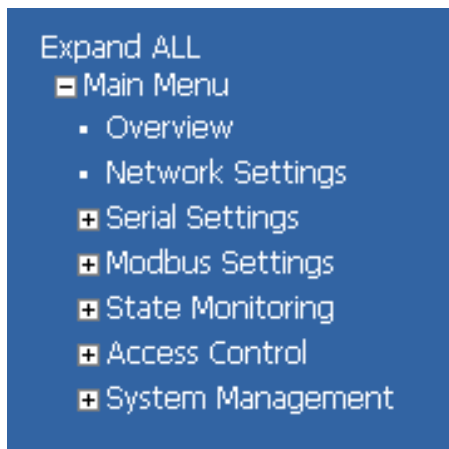 Expand ALL
Main Menu
Overview
Network Settings
Serial Settings
Modbus Settings
State Monitoring
Access Control
System Management